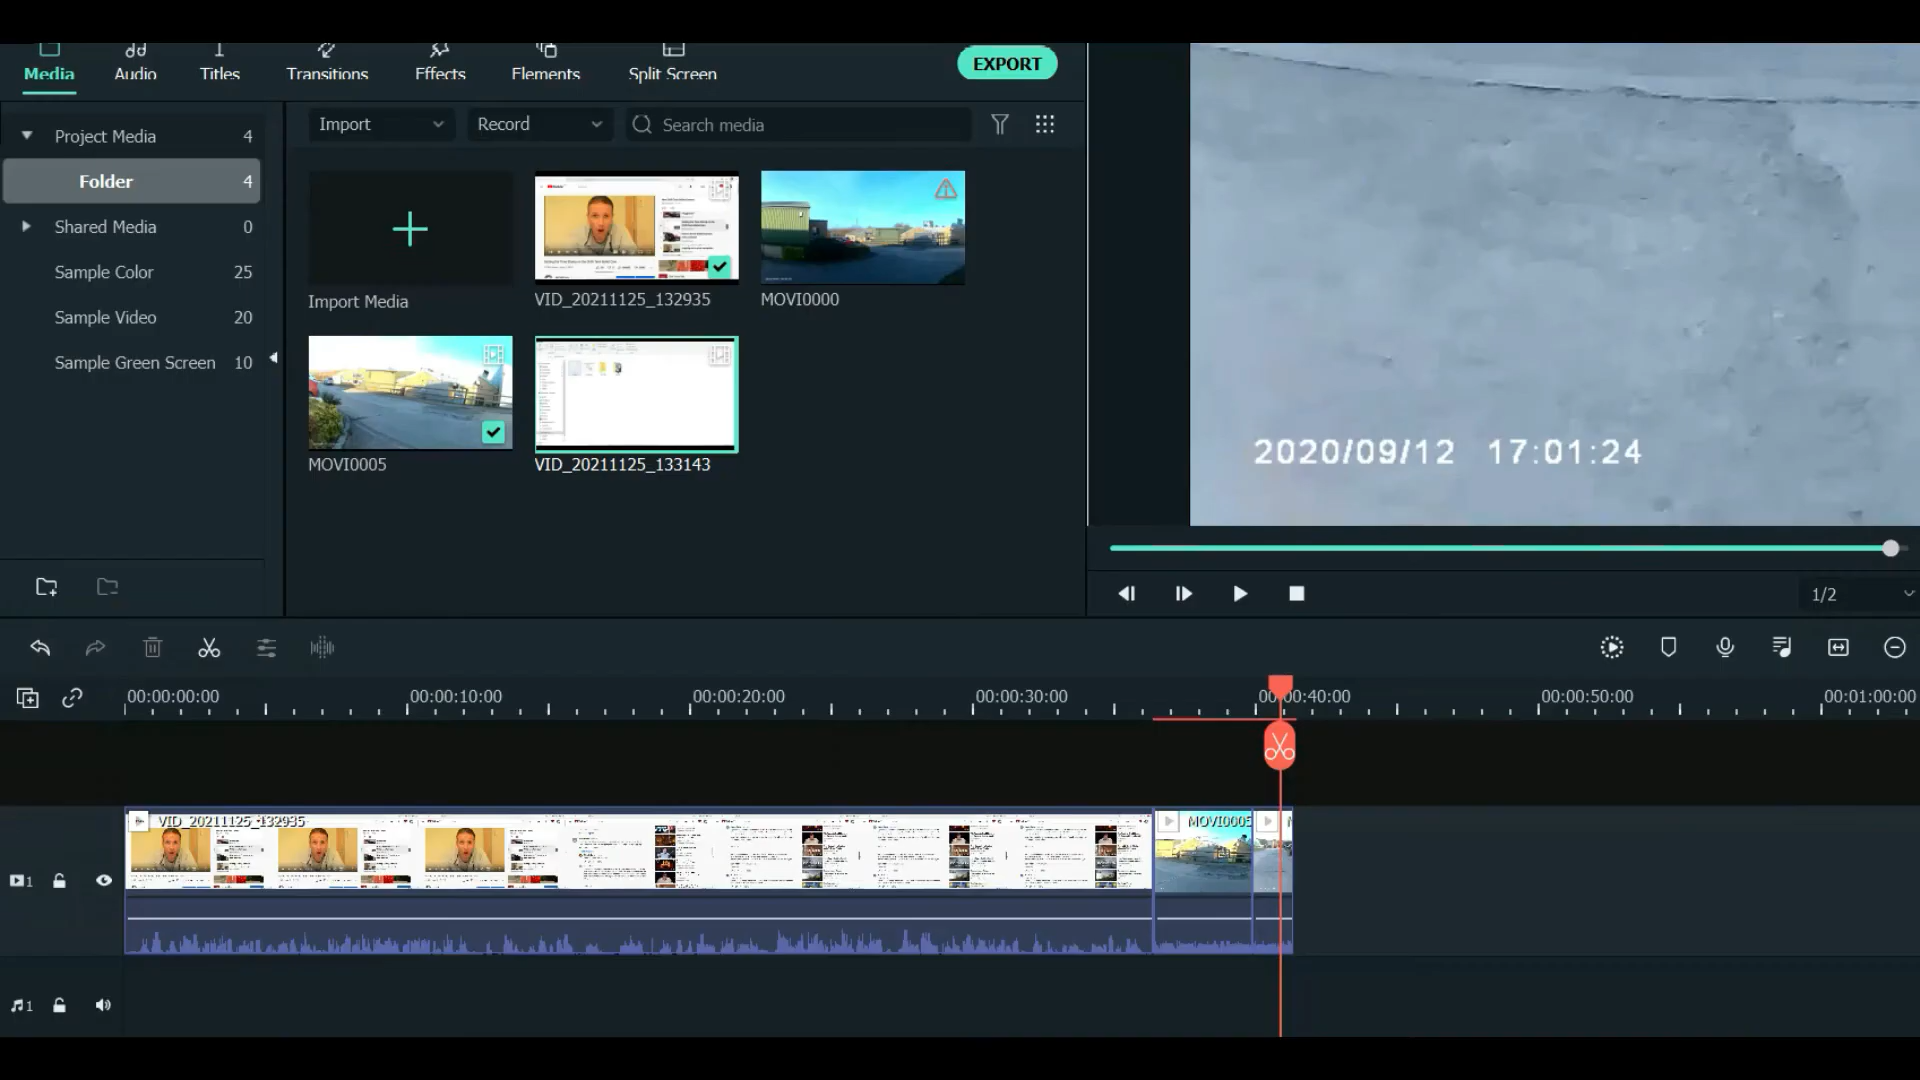 Media Audio Titles Transitions Effects Elements Split Screen EXPORT
Project Media 4
Folder 4
Shared Media 0
Sample Color 25
Sample Video 20
Sample Green Screen 10
Import Record Search media
Import Media
VID_20211125_132935
MOVI0000
MOVI0005
VID_20211125_133143
2020/09/12 17:01:24
1/2
00:00:00:00 00:00:10:00 00:00:20:00 00:00:30:00 00:00:40:00 00:00:50:00 00:01:00:00
VID_20211125_132935
MOVI0005
1
1